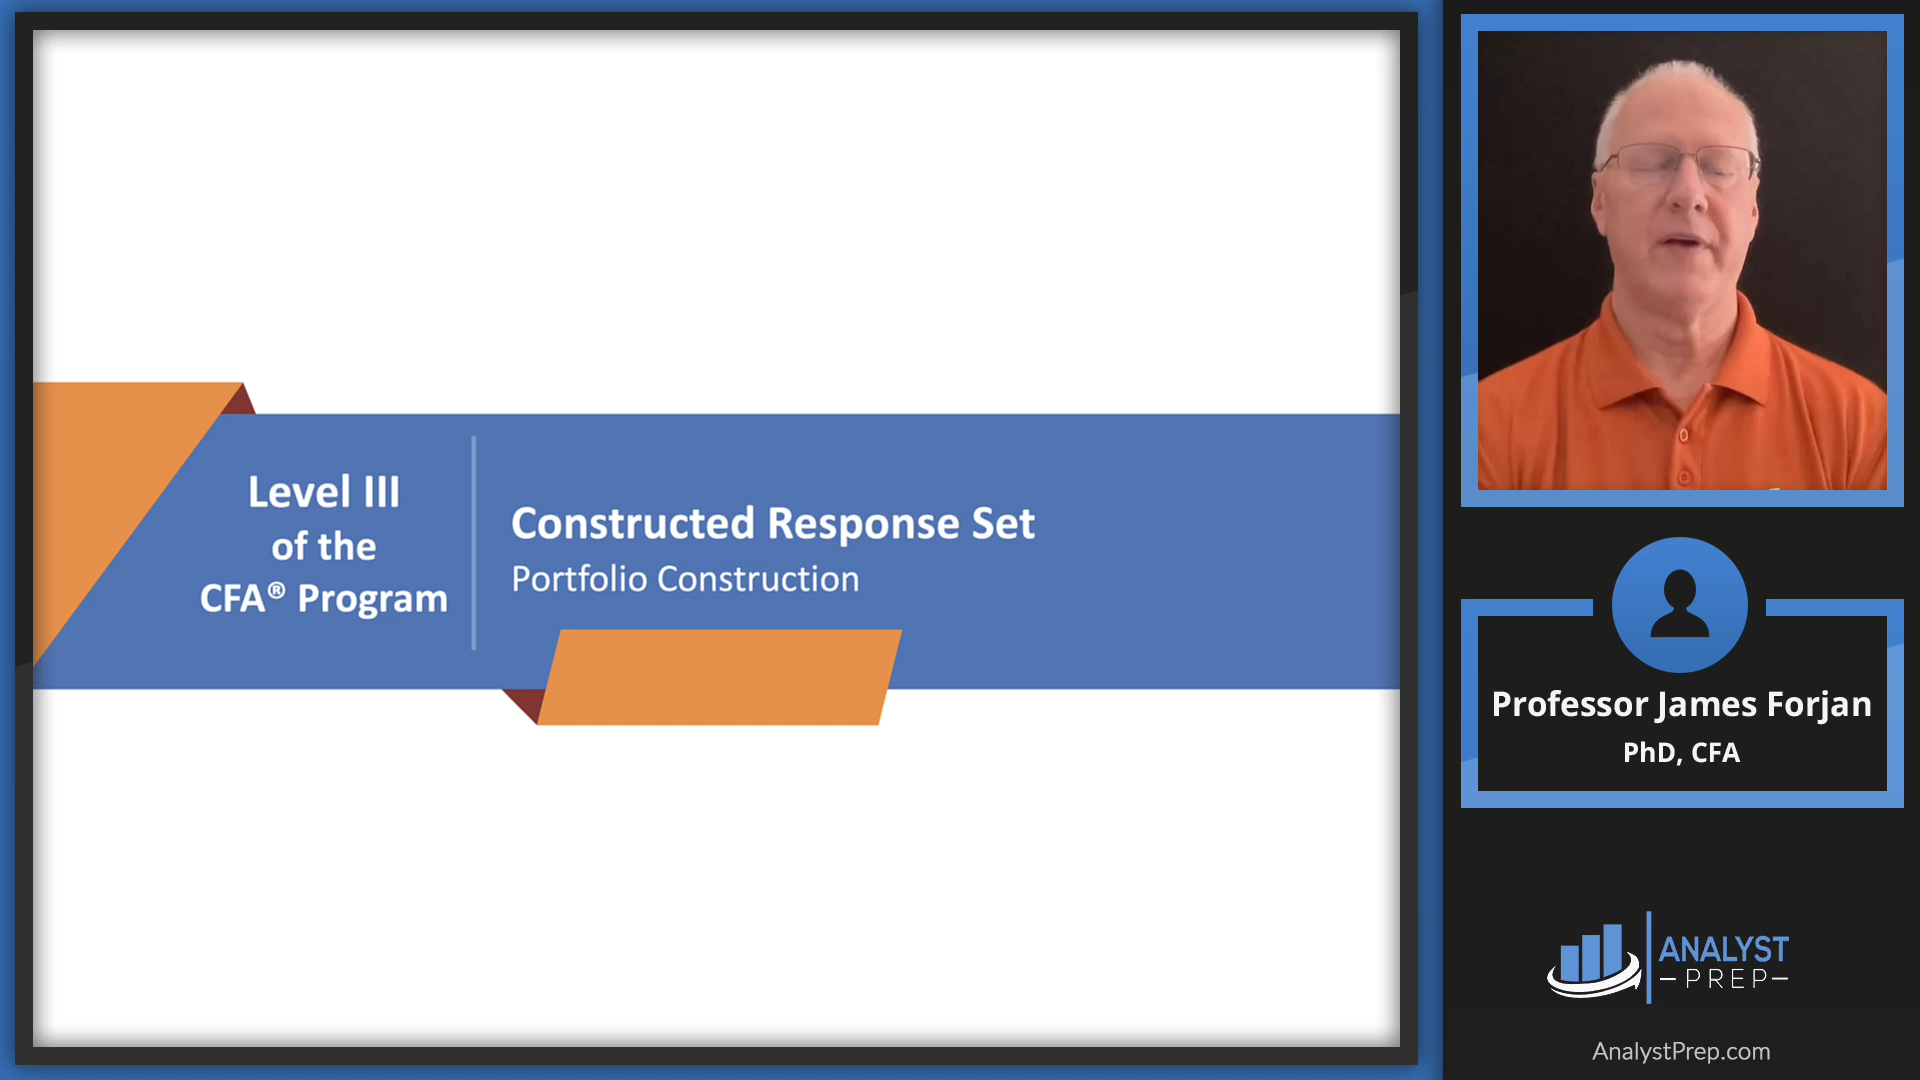 Level III
of the
CFA® Program
Constructed Response Set
Portfolio Construction
Professor James Forjan
PhD, CFA
ANALYST
PREP
AnalystPrep.com